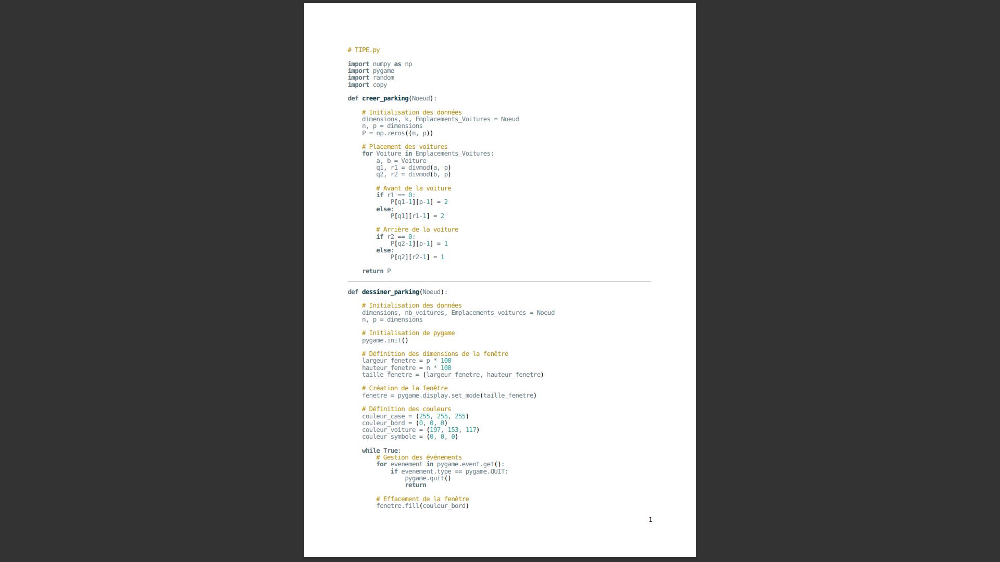 # TIPE.py
import numpy as np
import pygame
import random
import copy
def creer_parking(Noeud):
# Initialisation des données
dimensions, k, Emplacements_Voitures = Noeud
n, p = dimensions
P = np.zeros((n, p))
# Placement des voitures
for Voiture in Emplacements_Voitures:
a, b = Voiture
q1, r1 = divmod(a, p)
q2, r2 = divmod(b, p)
# Avant de la voiture
if r1 == 0:
P[q1-1][p-1] = 2
else:
P[q1][r1-1] = 2
# Arrière de la voiture
if r2 == 0:
P[q2-1][p-1] = 1
else:
P[q2][r2-1] = 1
return P
def dessiner_parking(Noeud):
# Initialisation des données
dimensions, nb_voitures, Emplacements_voitures = Noeud
n, p = dimensions
# Initialisation de pygame
pygame.init()
# Définition des dimensions de la fenêtre
largeur_fenetre = p * 100
hauteur_fenetre = n * 100
taille_fenetre = (largeur_fenetre, hauteur_fenetre)
# Création de la fenêtre
fenetre = pygame.display.set_mode(taille_fenetre)
# Définition des couleurs
couleur_case = (255, 255, 255)
couleur_bord = (0, 0, 0)
couleur_voiture = (197, 153, 117)
couleur_symbole = (0, 0, 0)
while True:
# Gestion des événements
for evenement in pygame.event.get():
if evenement.type == pygame.QUIT:
pygame.quit()
return
# Effacement de la fenêtre
fenetre.fill(couleur_bord)
1